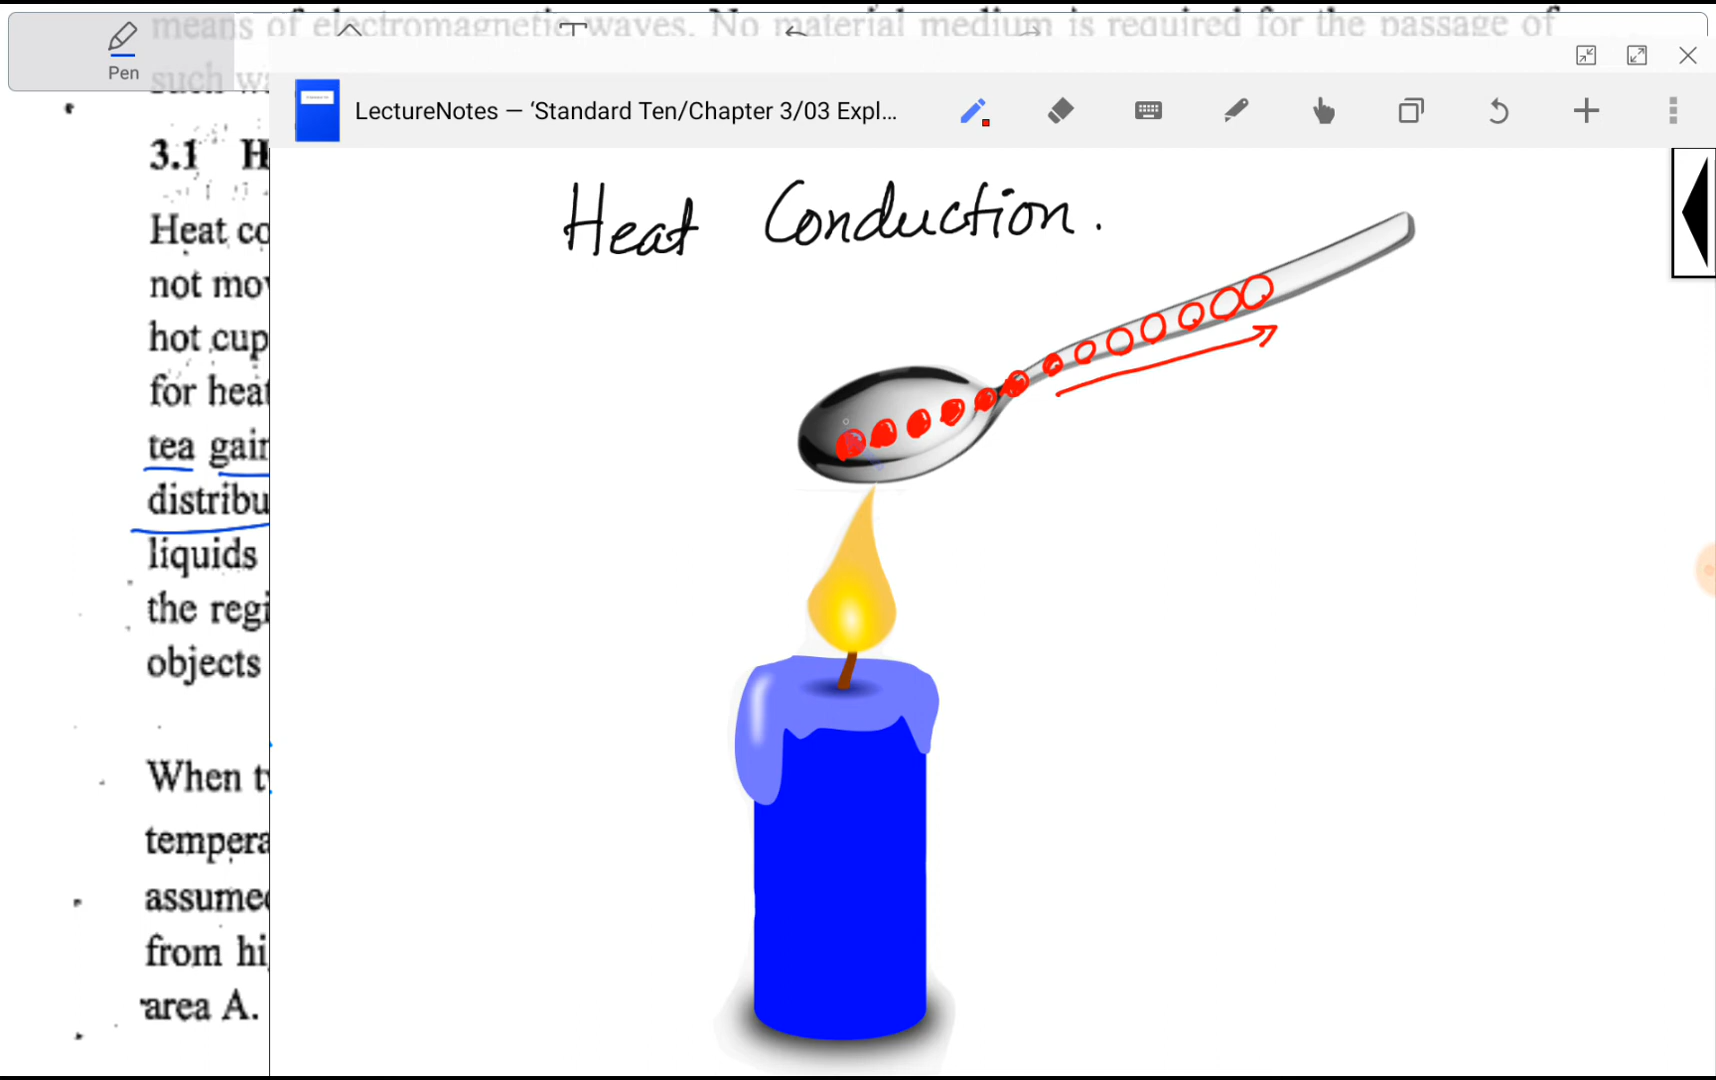 means of electromagnetic waves. No material medium is required for the passage of
Pen
such
LectureNotes — ‘Standard Ten/Chapter 3/03 Expl...
3.1 H
Heat Conduction.
Heat co
not mo
hot cup
for heat
tea gain
distribu
liquids
the regi
objects
When t
tempera
assume
from hi
area A.